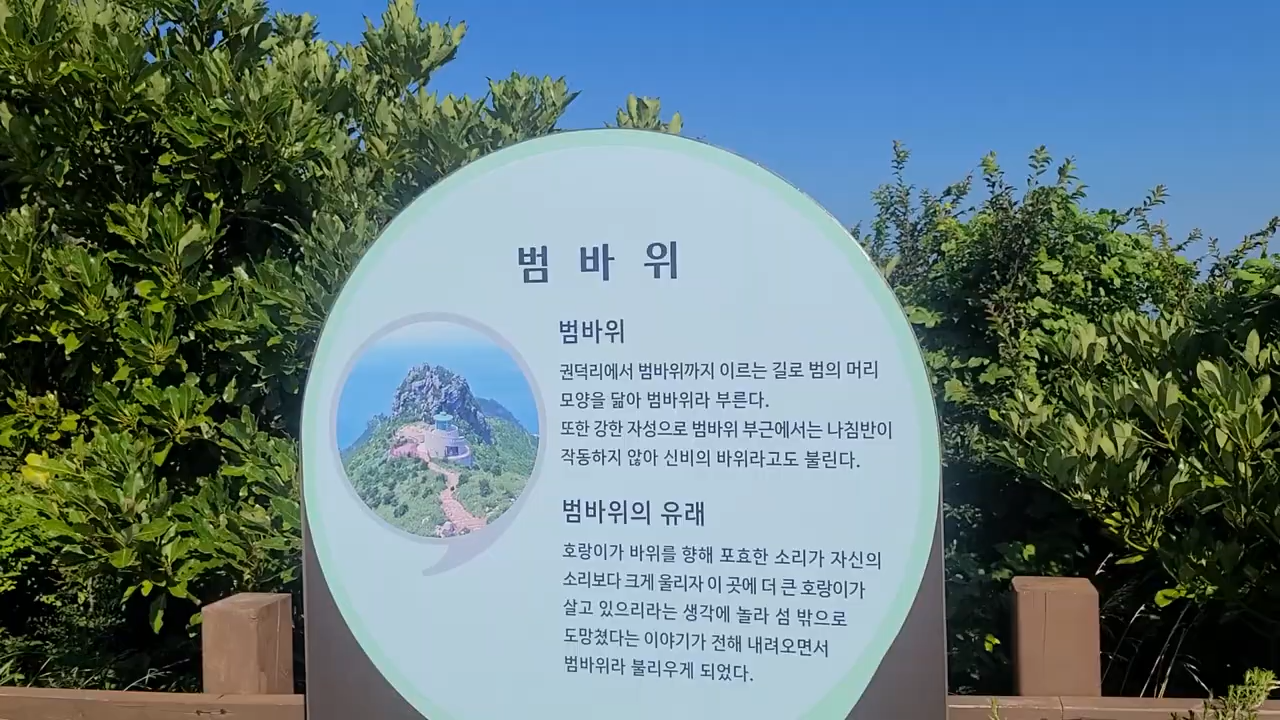 범 바 위
범바위
권덕리에서 범바위까지 이르는 길로 범의 머리
모양을 닮아 범바위라 부른다.
또한 강한 자성으로 범바위 부근에서는 나침반이
작동하지 않아 신비의 바위라고도 불린다.
범바위의 유래
호랑이가 바위를 향해 포효한 소리가 자신의
소리보다 크게 울리자 이 곳에 더 큰 호랑이가
살고 있으리라는 생각에 놀라 섬 밖으로
도망쳤다는 이야기가 전해 내려오면서
범바위라 불리우게 되었다.